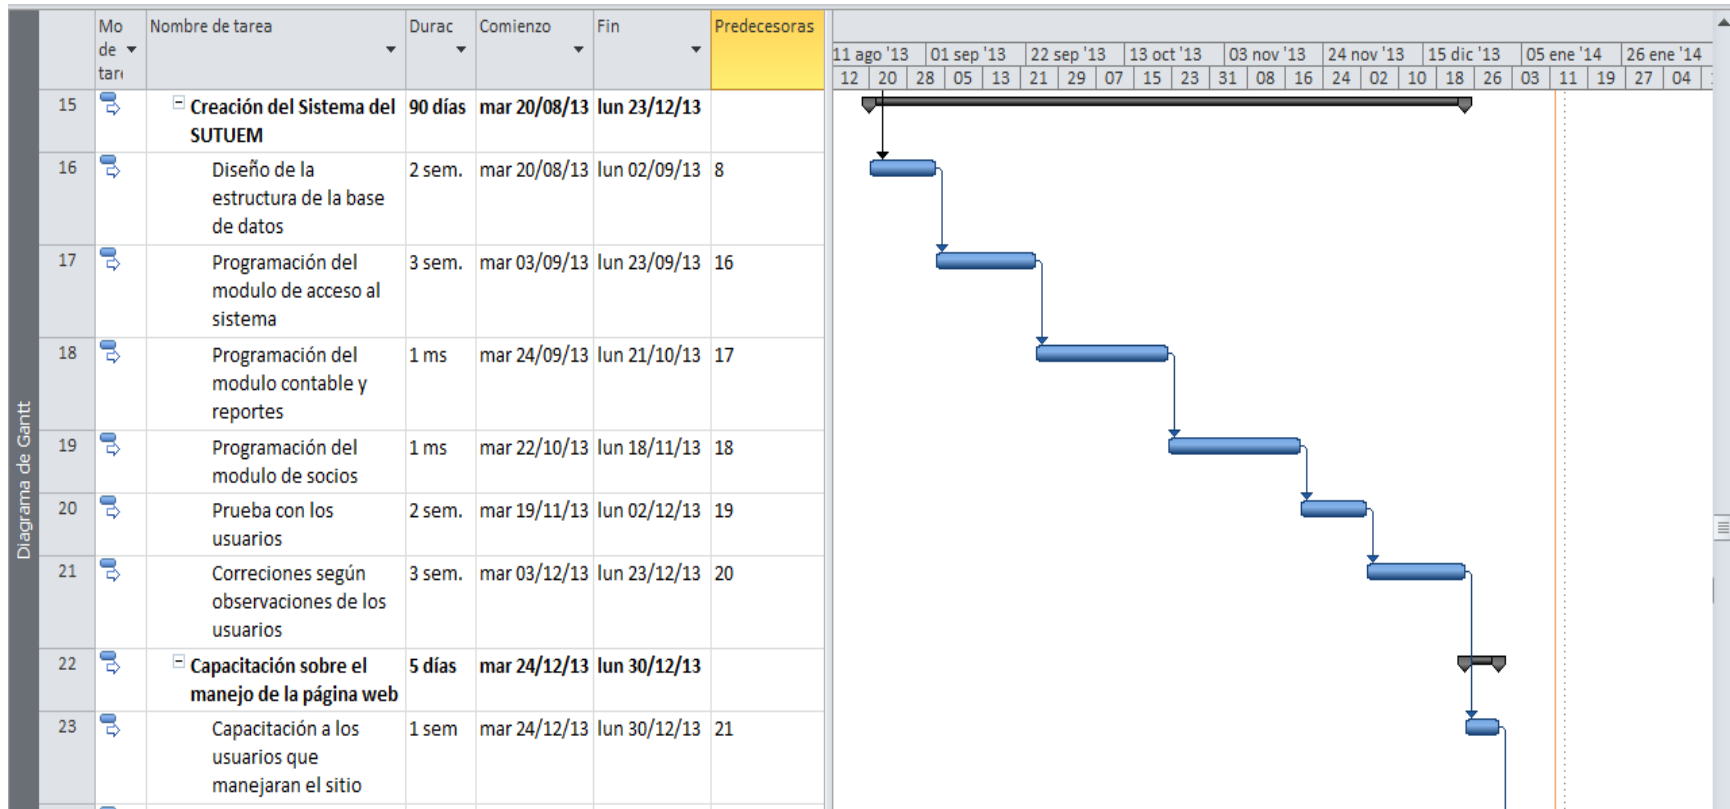 Mo
de
tare
Nombre de tarea
Durac
Comienzo
Fin
Predecesoras
11 ago '13 01 sep '13 22 sep '13 13 oct '13 03 nov '13 24 nov '13 15 dic '13 05 ene '14 26 ene '14
12 20 28 05 13 21 29 07 15 23 31 08 16 24 02 10 18 26 03 11 19 27 04
15 Creación del Sistema del 90 días mar 20/08/13 lun 23/12/13
SUTUEM
16 Diseño de la 2 sem. mar 20/08/13 lun 02/09/13 8
estructura de la base
de datos
17 Programación del 3 sem. mar 03/09/13 lun 23/09/13 16
modulo de acceso al
sistema
18 Programación del 1 ms mar 24/09/13 lun 21/10/13 17
modulo contable y
reportes
19 Programación del 1 ms mar 22/10/13 lun 18/11/13 18
modulo de socios
20 Prueba con los 2 sem. mar 19/11/13 lun 02/12/13 19
usuarios
21 Correciones según 3 sem. mar 03/12/13 lun 23/12/13 20
observaciones de los
usuarios
22 Capacitación sobre el 5 días mar 24/12/13 lun 30/12/13
manejo de la página web
23 Capacitación a los 1 sem mar 24/12/13 lun 30/12/13 21
usuarios que
manejaran el sitio
Diagrama de Gantt